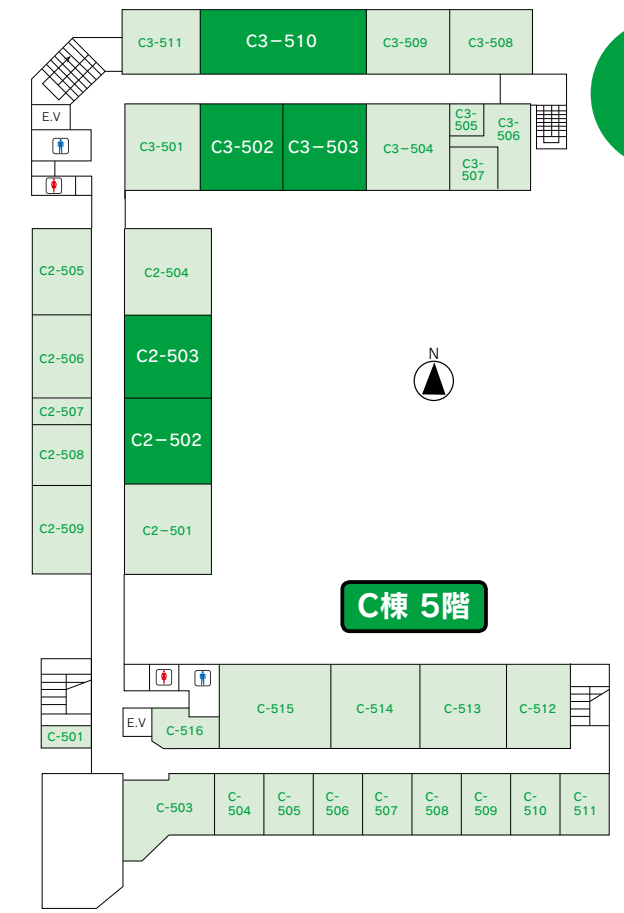 C3-511
C3-510
C3-509
C3-508
E.V
C3-501
C3-502
C3-503
C3-504
C3-
505
C3-
506
C3-
507
C2-505
C2-504
C2-506
C2-503
C2-507
C2-502
C2-508
C2-509
C2-501
N
C棟 5階
C-515
C-514
C-513
C-512
E.V
C-516
C-501
C-503
C-
504
C-
505
C-
506
C-
507
C-
508
C-
509
C-
510
C-
511